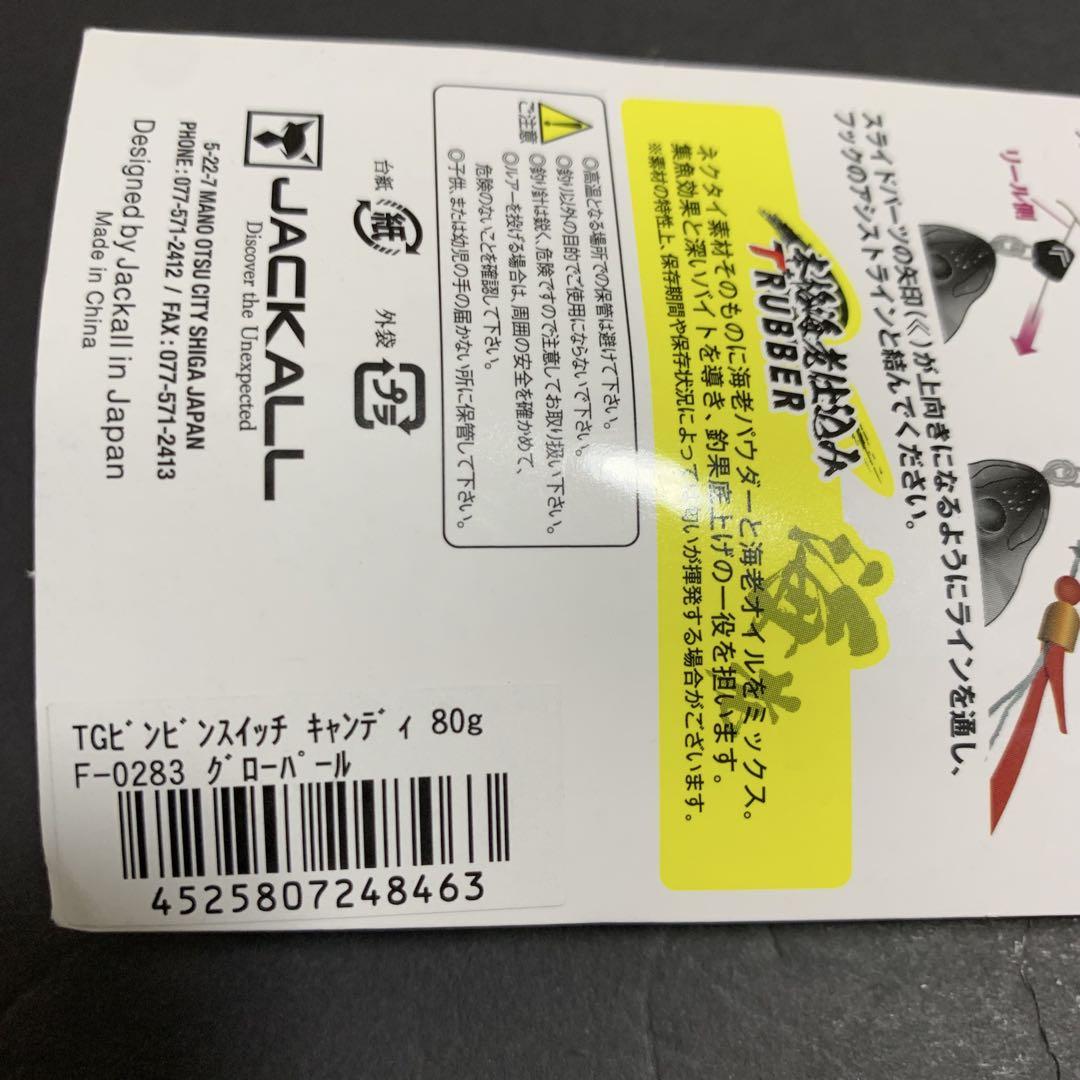 リール側
スライドパーツの矢印(≪)が上向きになるようにラインを通し、
フックのアシストラインと結んでください。
本格海老仕込み
T RUBBER
ネクタイ素材そのものに海老パウダーと海老オイルをミックス。
集魚効果と深いバイトを導き、釣果底上げの一役を担います。
※素材の特性上、保存期間や保存状況によって匂いが揮発する場合がございます。
ご注意
◎高温となる場所での保管は避けて下さい。
◎釣り以外の目的でご使用にならないで下さい。
◎釣り針は鋭く、危険ですので注意してお取り扱い下さい。
◎ルアーを投げる場合は、周囲の安全を確かめて、
危険のないことを確認して下さい。
◎子供、または幼児の手の届かない所に保管して下さい。
台紙 紙
外袋 プラ
JACKALL
Discover the Unexpected
5-22-7 MANO OTSU CITY SHIGA JAPAN
PHONE : 077-571-2412 / FAX : 077-571-2413
Designed by Jackall in Japan
Made in China
TGビンビンスイッチ キャンディ 80g
F-0283 グローパール
4525807248463